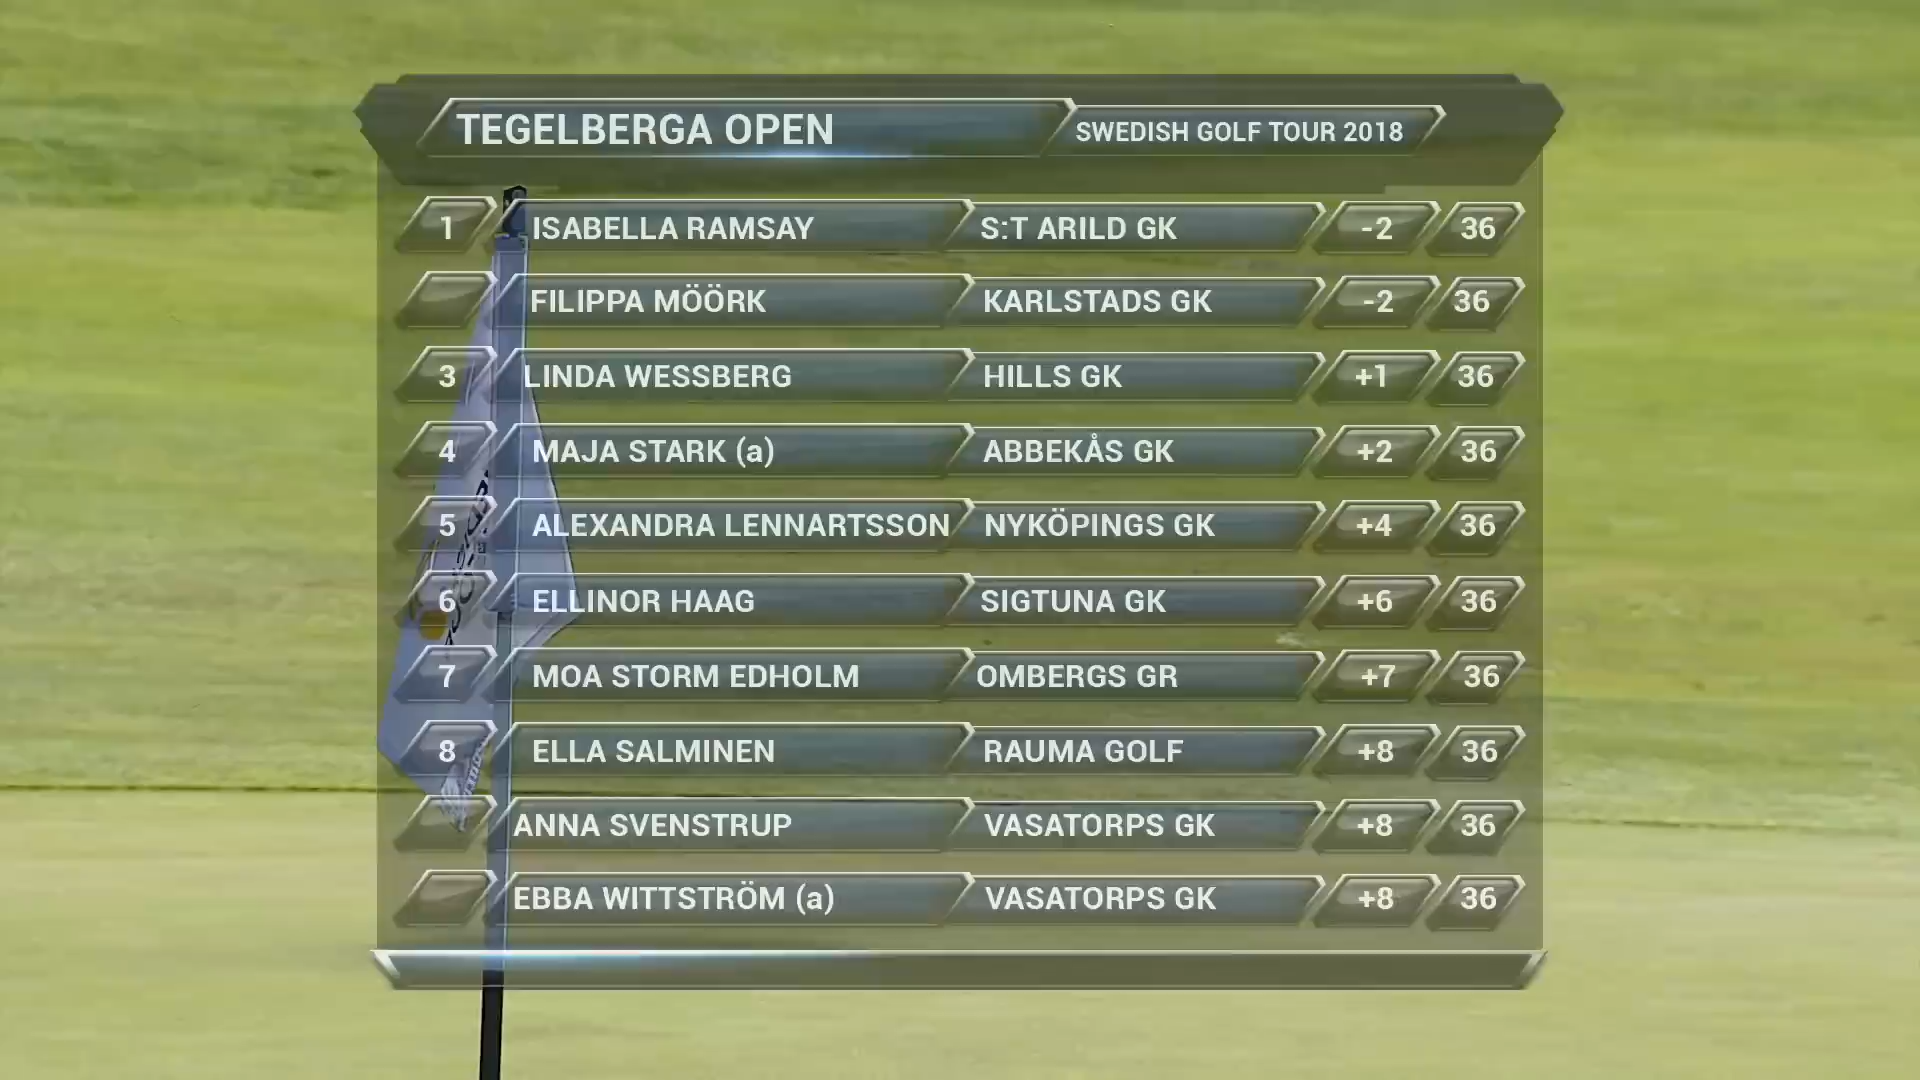 TEGELBERGA OPEN SWEDISH GOLF TOUR 2018
1 ISABELLA RAMSAY S:T ARILD GK -2 36
FILIPPA MÖÖRK KARLSTADS GK -2 36
3 LINDA WESSBERG HILLS GK +1 36
4 MAJA STARK (a) ABBEKÅS GK +2 36
5 ALEXANDRA LENNARTSSON NYKÖPINGS GK +4 36
6 ELLINOR HAAG SIGTUNA GK +6 36
7 MOA STORM EDHOLM OMBERGS GR +7 36
8 ELLA SALMINEN RAUMA GOLF +8 36
ANNA SVENSTRUP VASATORPS GK +8 36
EBBA WITTSTRÖM (a) VASATORPS GK +8 36